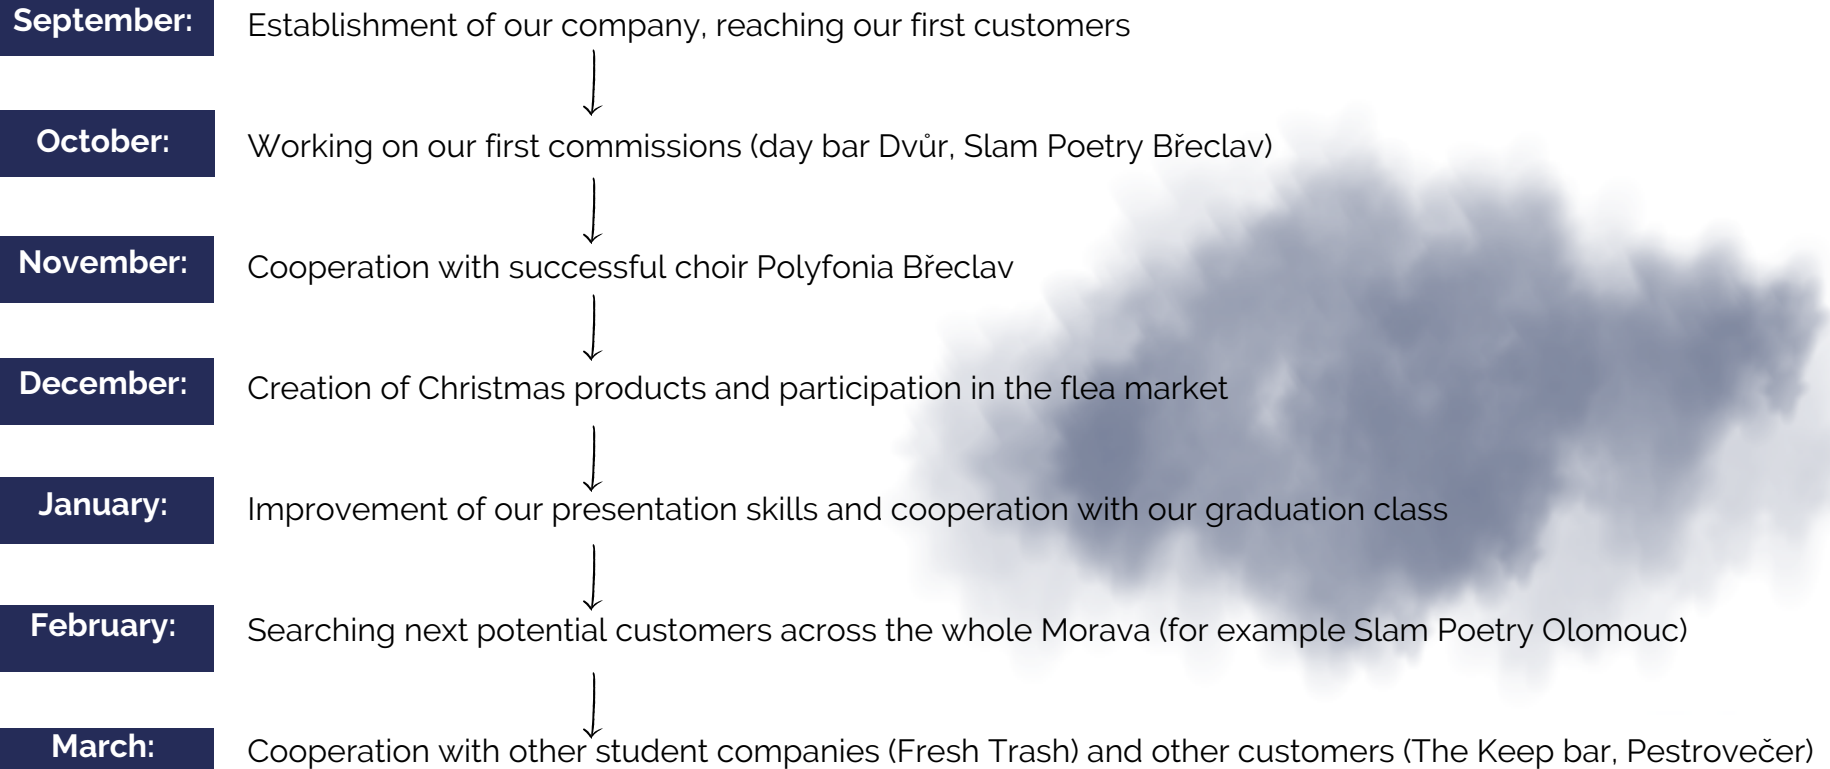 September: Establishment of our company, reaching our first customers
October: Working on our first commissions (day bar Dvůr, Slam Poetry Břeclav)
November: Cooperation with successful choir Polyfonia Břeclav
December: Creation of Christmas products and participation in the flea market
January: Improvement of our presentation skills and cooperation with our graduation class
February: Searching next potential customers across the whole Morava (for example Slam Poetry Olomouc)
March: Cooperation with other student companies (Fresh Trash) and other customers (The Keep bar, Pestrovečer)